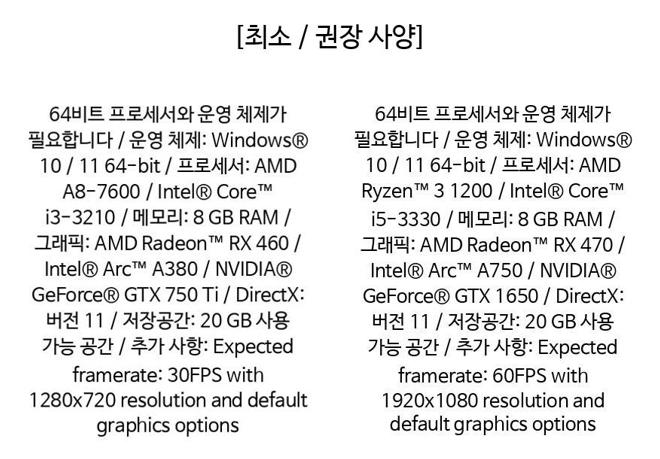 [최소 / 권장 사양]
64비트 프로세서와 운영 체제가
필요합니다 / 운영 체제: Windows®
10 / 11 64-bit / 프로세서: AMD
A8-7600 / Intel® Core™
i3-3210 / 메모리: 8 GB RAM /
그래픽: AMD Radeon™ RX 460 /
Intel® Arc™ A380 / NVIDIA®
GeForce® GTX 750 Ti / DirectX:
버전 11 / 저장공간: 20 GB 사용
가능 공간 / 추가 사항: Expected
framerate: 30FPS with
1280x720 resolution and default
graphics options
64비트 프로세서와 운영 체제가
필요합니다 / 운영 체제: Windows®
10 / 11 64-bit / 프로세서: AMD
Ryzen™ 3 1200 / Intel® Core™
i5-3330 / 메모리: 8 GB RAM /
그래픽: AMD Radeon™ RX 470 /
Intel® Arc™ A750 / NVIDIA®
GeForce® GTX 1650 / DirectX:
버전 11 / 저장공간: 20 GB 사용
가능 공간 / 추가 사항: Expected
framerate: 60FPS with
1920x1080 resolution and
default graphics options